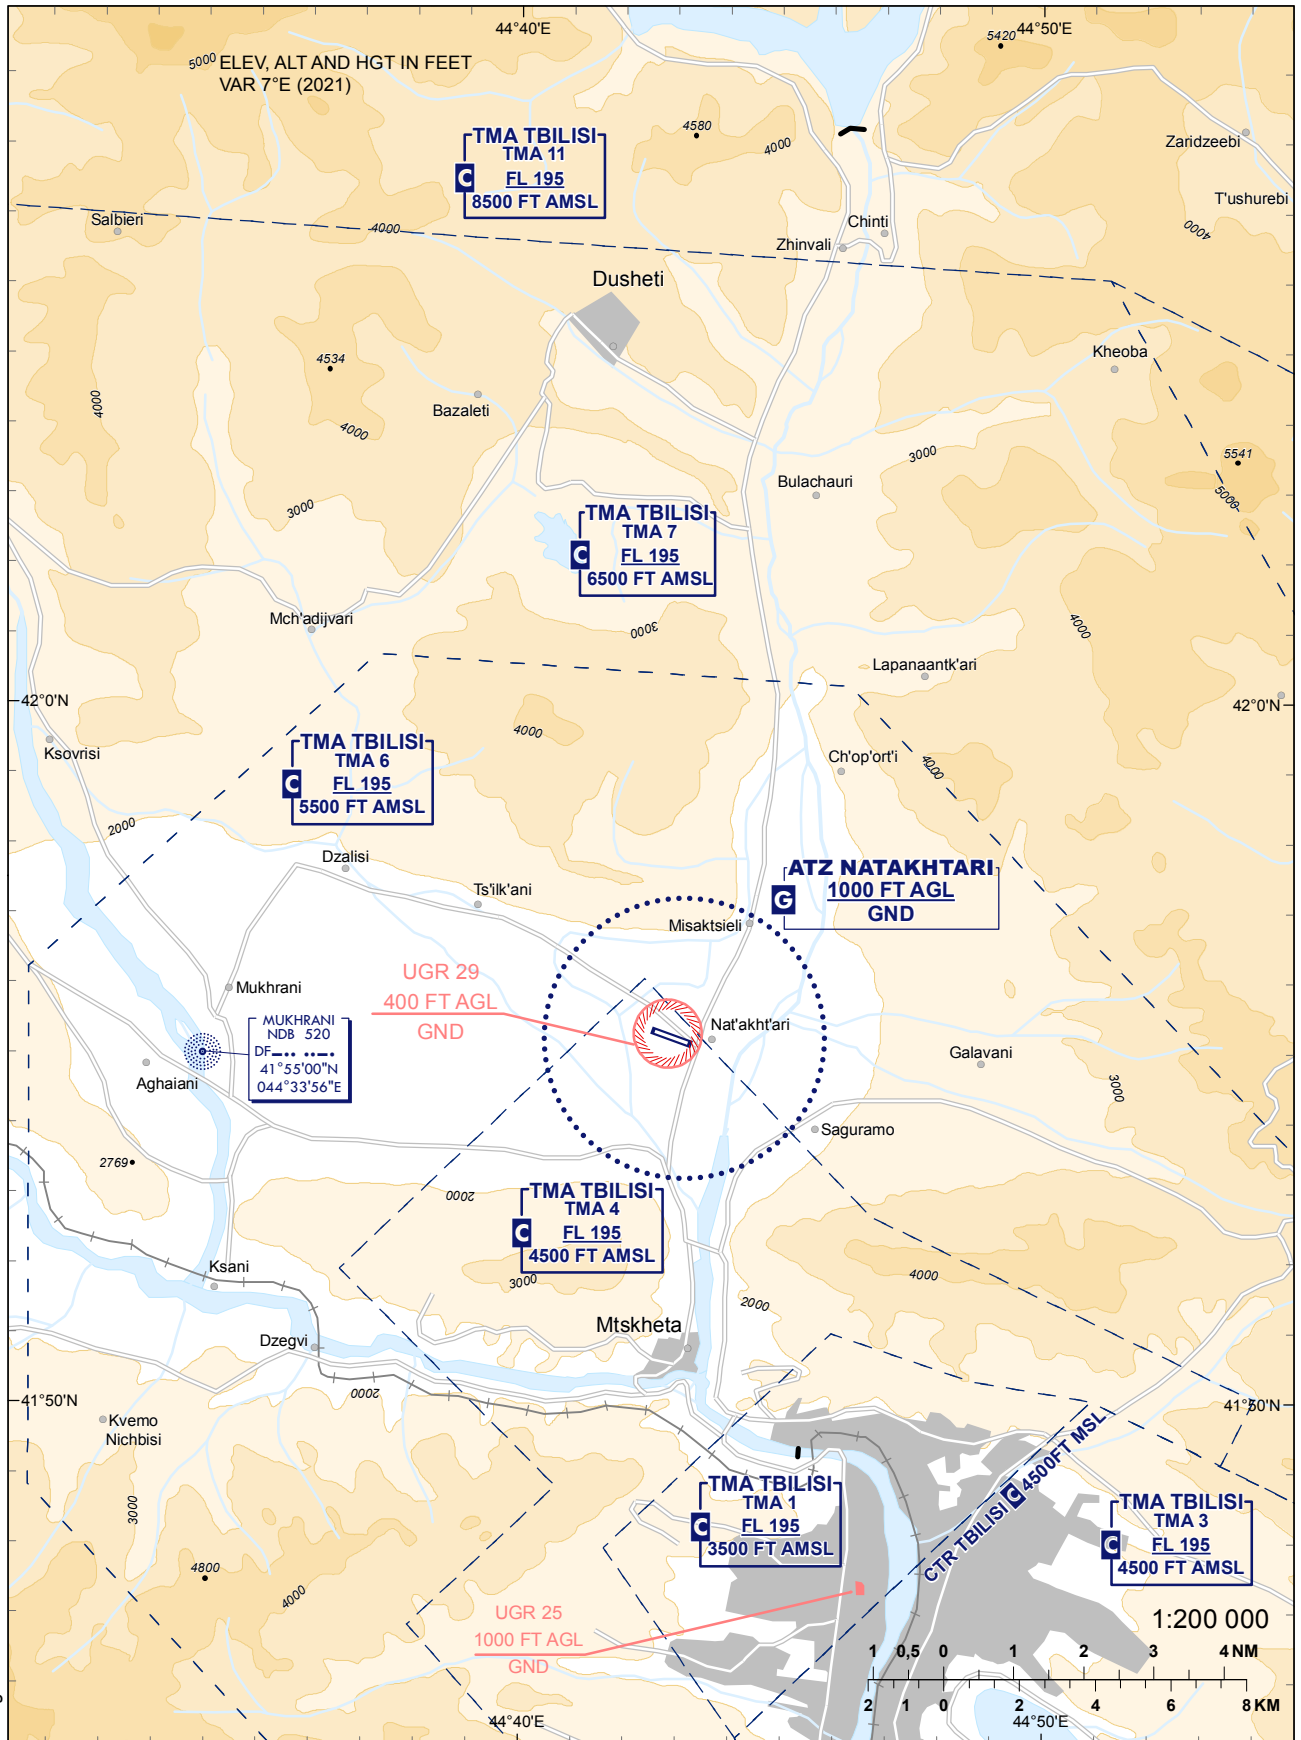 44°40'E
44°50'E
5420
5000
ELEV, ALT AND HGT IN FEET
VAR 7°E (2021)
TMA TBILISI
TMA 11
C
FL 195
8500 FT AMSL
4580
4000
Zaridzeebi
T'ushurebi
4000
Salbieri
4000
Chinti
Zhinvali
Dusheti
4534
Kheoba
4000
Bazaleti
4000
3000
5541
5000
Bulachauri
3000
TMA TBILISI
TMA 7
C
FL 195
6500 FT AMSL
Mch'adijvari
3000
4000
Lapanaantk'ari
42°0'N
42°0'N
4000
Ksovrisi
TMA TBILISI
TMA 6
C
FL 195
5500 FT AMSL
Ch'op'ort'i
4000
2000
Dzalisi
Ts'ilk'ani
ATZ NATAKHTARI
G
1000 FT AGL
GND
Misaktsieli
UGR 29
400 FT AGL
GND
Mukhrani
MUKHRANI
NDB 520
DF
41°55'00"N
044°33'56"E
Nat'akht'ari
Galavani
Aghaiani
3000
Saguramo
2769
2000
TMA TBILISI
TMA 4
C
FL 195
4500 FT AMSL
Ksani
3000
4000
2000
Mtskheta
Dzegvi
2000
41°50'N
41°50'N
Kvemo
Nichbisi
CTR TBILISI C 4500FT MSL
TMA TBILISI
TMA 1
C
FL 195
3500 FT AMSL
TMA TBILISI
TMA 3
C
FL 195
4500 FT AMSL
3000
4800
4000
UGR 25
1000 FT AGL
GND
1:200 000
1 0,5 0 1 2 3 4 NM
2 1 0 2 4 6 8 KM
44°40'E
44°50'E